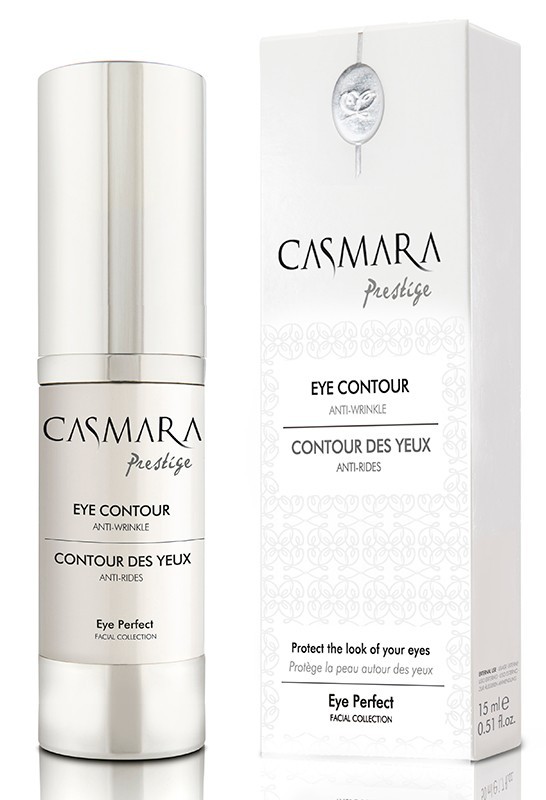 CASMARA
Prestige
EYE CONTOUR
ANTI-WRINKLE
CONTOUR DES YEUX
ANTI-RIDES
Eye Perfect
FACIAL COLLECTION
CASMARA
Prestige
EYE CONTOUR
ANTI-WRINKLE
CONTOUR DES YEUX
ANTI-RIDES
Protect the look of your eyes
Protège la peau autour des yeux
Eye Perfect
FACIAL COLLECTION
EXTERNAL USE
15 ml e
0.51 fl.oz.